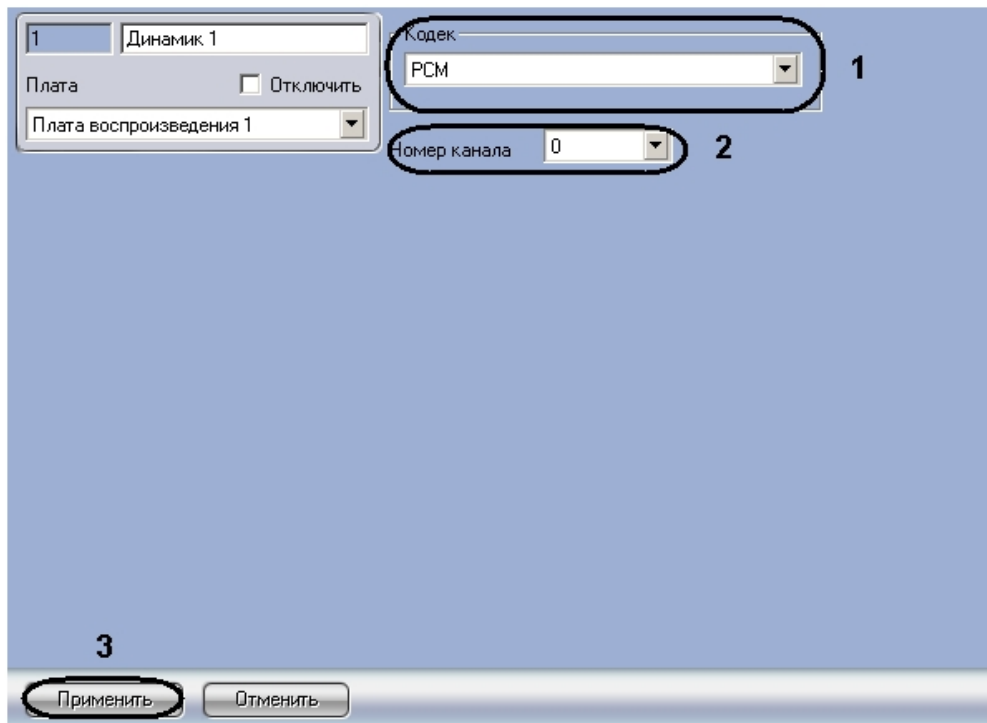 1 Динамик 1
Плата Отключить
Плата воспроизведения 1
Кодек
PCM
1
Номер канала 0
2
3
Применить Отменить